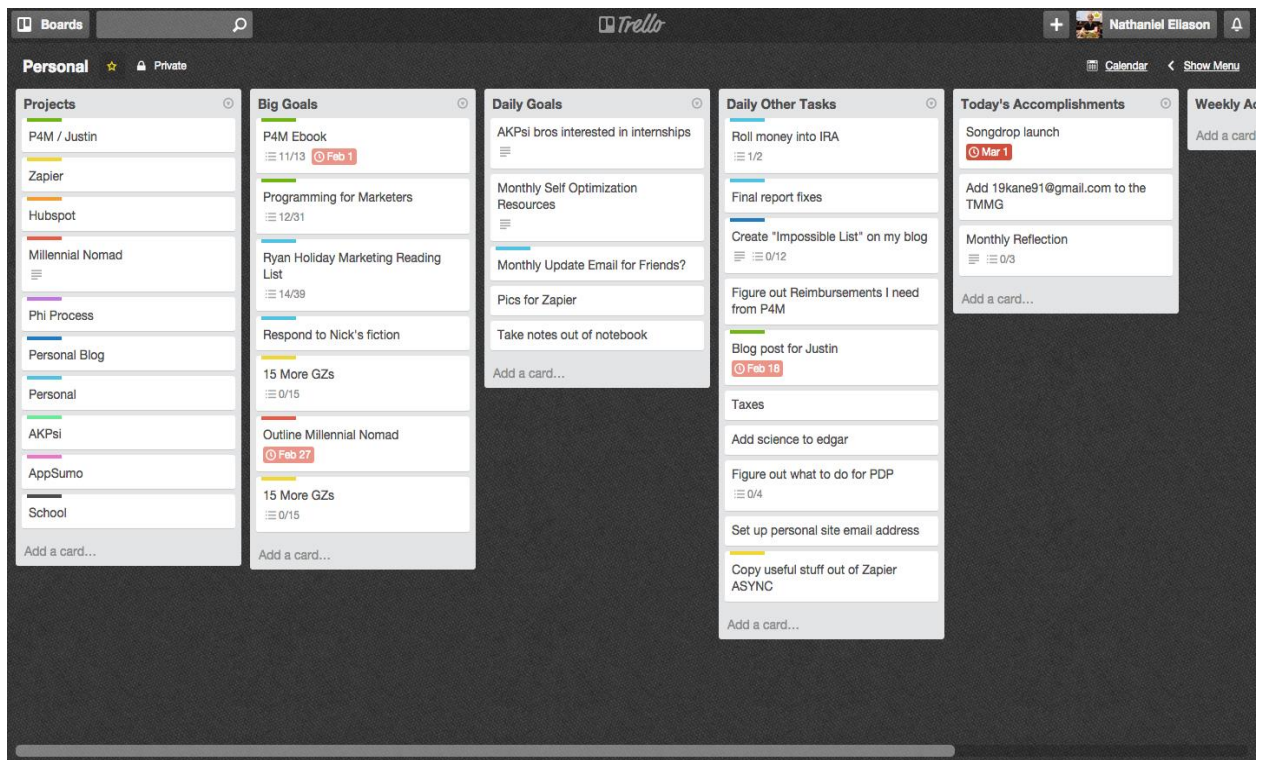 Boards
Trello
Nathaniel Eliason
Personal
Private
Calendar
Show Menu
Projects
P4M / Justin
Zapier
Hubspot
Millennial Nomad
Phi Process
Personal Blog
Personal
AKPsi
AppSumo
School
Add a card...
Big Goals
P4M Ebook
11/13 Feb 1
Programming for Marketers
12/31
Ryan Holiday Marketing Reading
List
14/39
Respond to Nick's fiction
15 More GZs
0/15
Outline Millennial Nomad
Feb 27
15 More GZs
0/15
Add a card...
Daily Goals
AKPsi bros interested in internships
Monthly Self Optimization
Resources
Monthly Update Email for Friends?
Pics for Zapier
Take notes out of notebook
Add a card...
Daily Other Tasks
Roll money into IRA
1/2
Final report fixes
Create "Impossible List" on my blog
0/12
Figure out Reimbursements I need
from P4M
Blog post for Justin
Feb 18
Taxes
Add science to edgar
Figure out what to do for PDP
0/4
Set up personal site email address
Copy useful stuff out of Zapier
ASYNC
Add a card...
Today's Accomplishments
Songdrop launch
Mar 1
Add 19kane91@gmail.com to the
TMMG
Monthly Reflection
0/3
Add a card...
Weekly Ac
Add a card